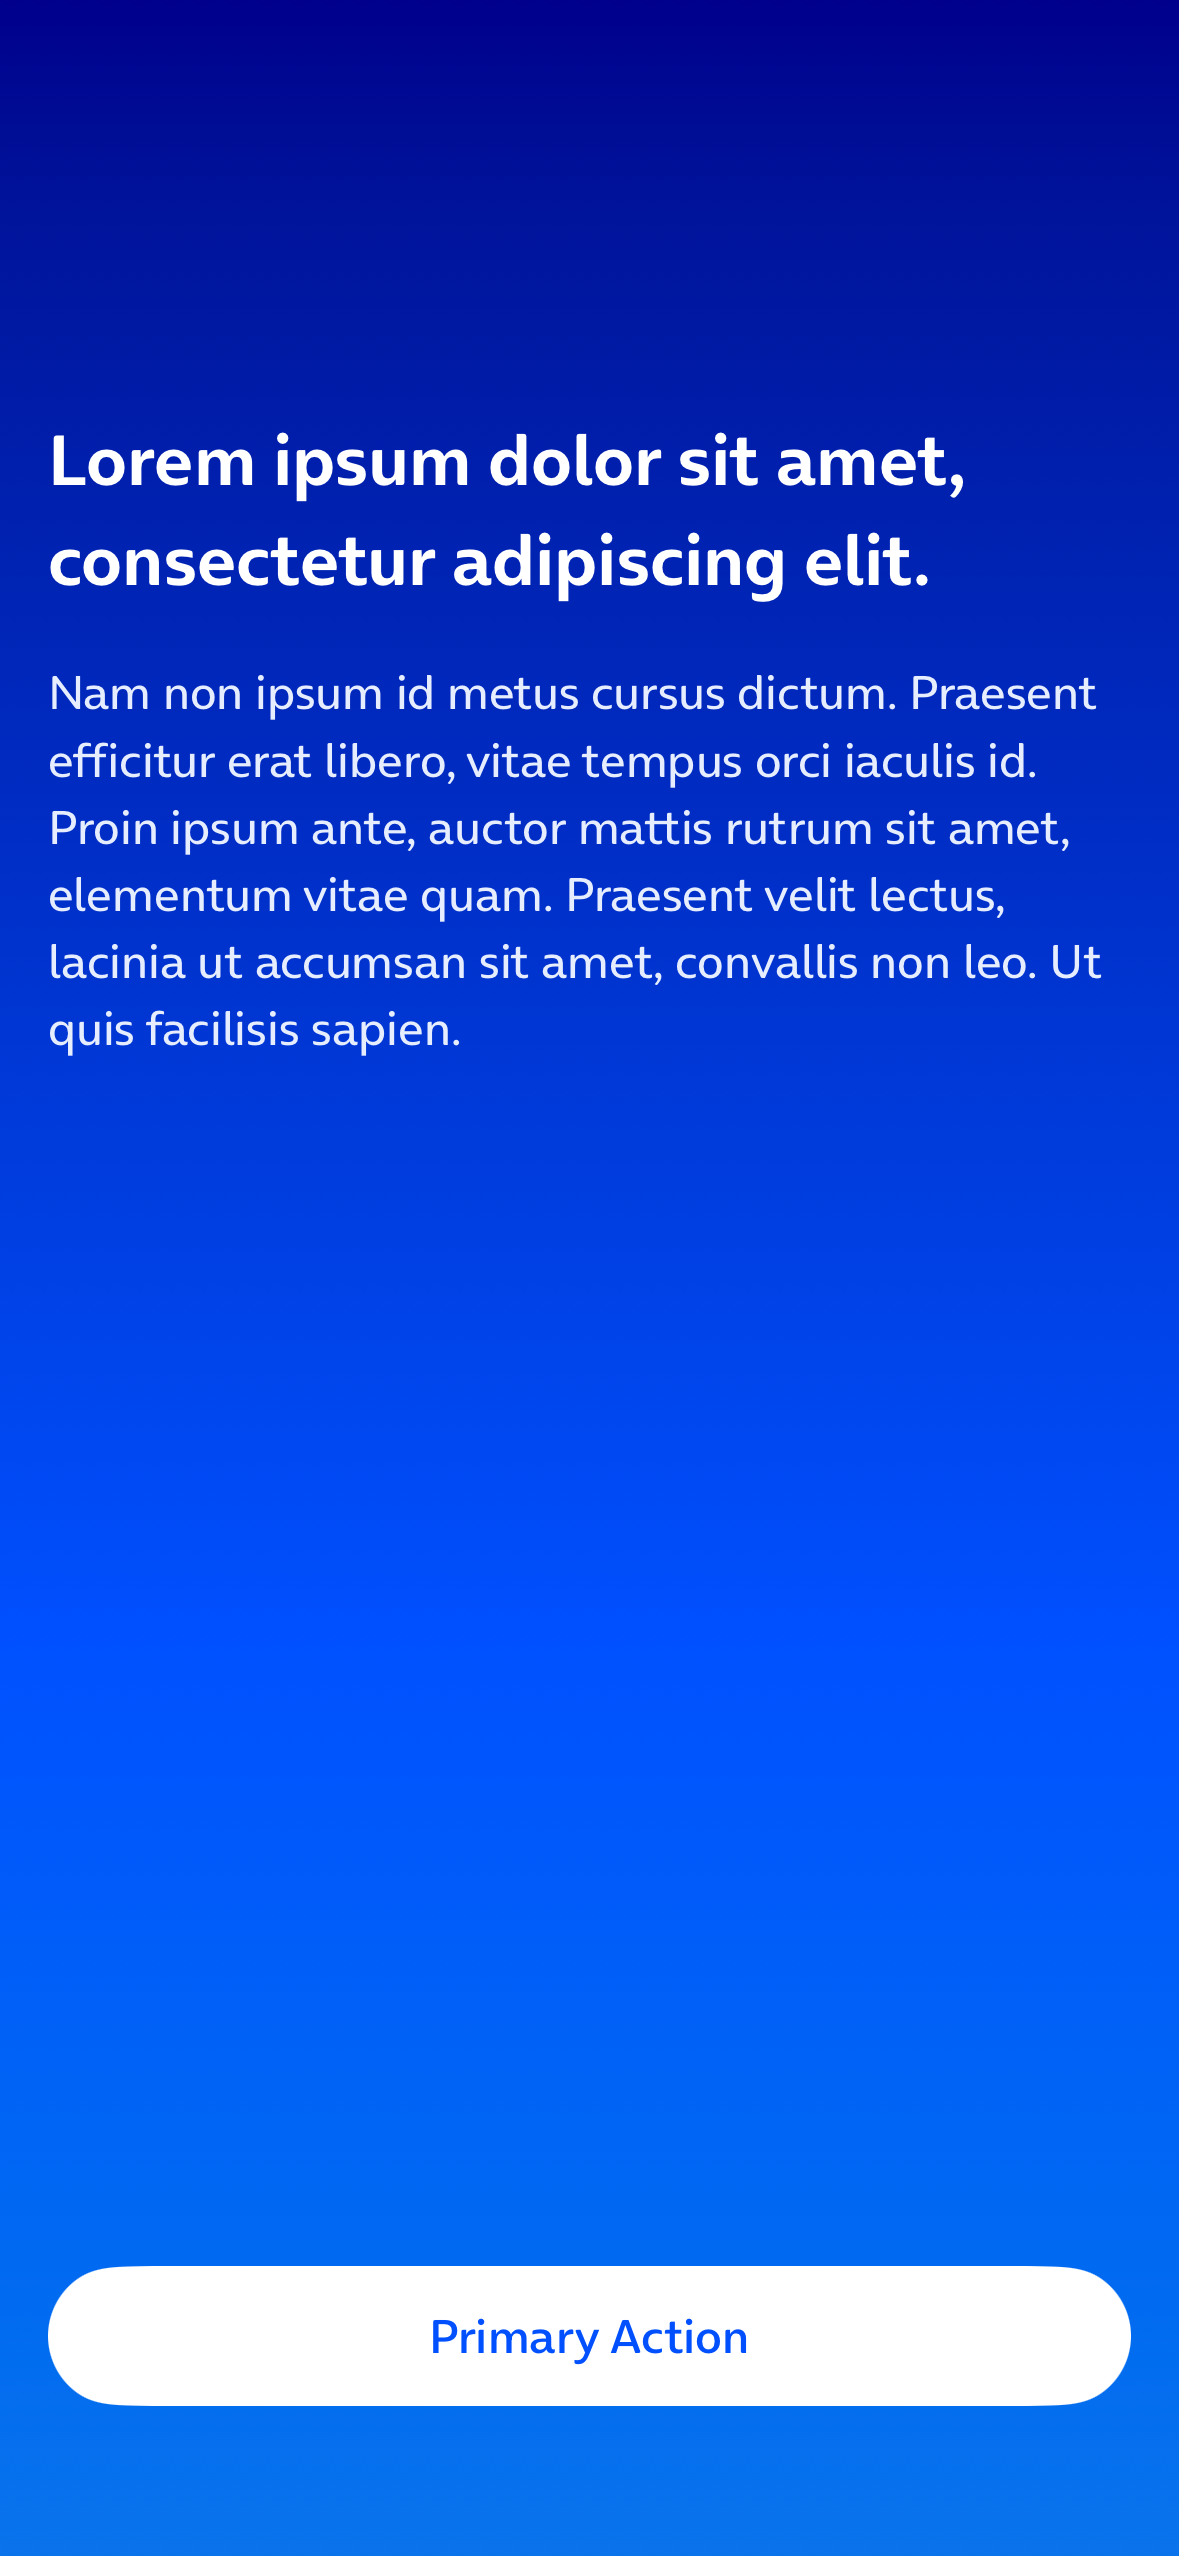 Lorem ipsum dolor sit amet,
consectetur adipiscing elit.
Nam non ipsum id metus cursus dictum. Praesent
efficitur erat libero, vitae tempus orci iaculis id.
Proin ipsum ante, auctor mattis rutrum sit amet,
elementum vitae quam. Praesent velit lectus,
lacinia ut accumsan sit amet, convallis non leo. Ut
quis facilisis sapien.
Primary Action